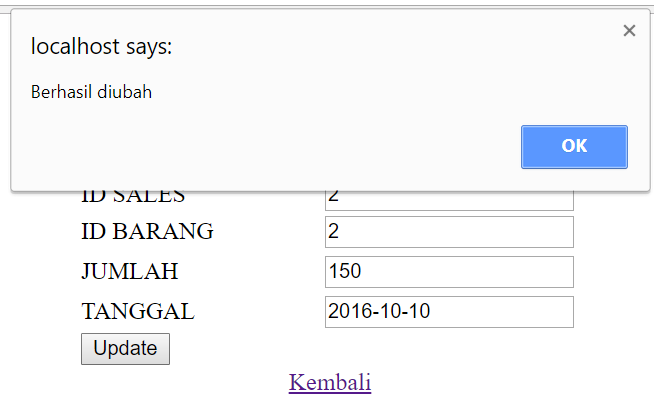 localhost says:
Berhasil diubah
OK
ID SALES 2
ID BARANG 2
JUMLAH 150
TANGGAL 2016-10-10
Update
Kembali